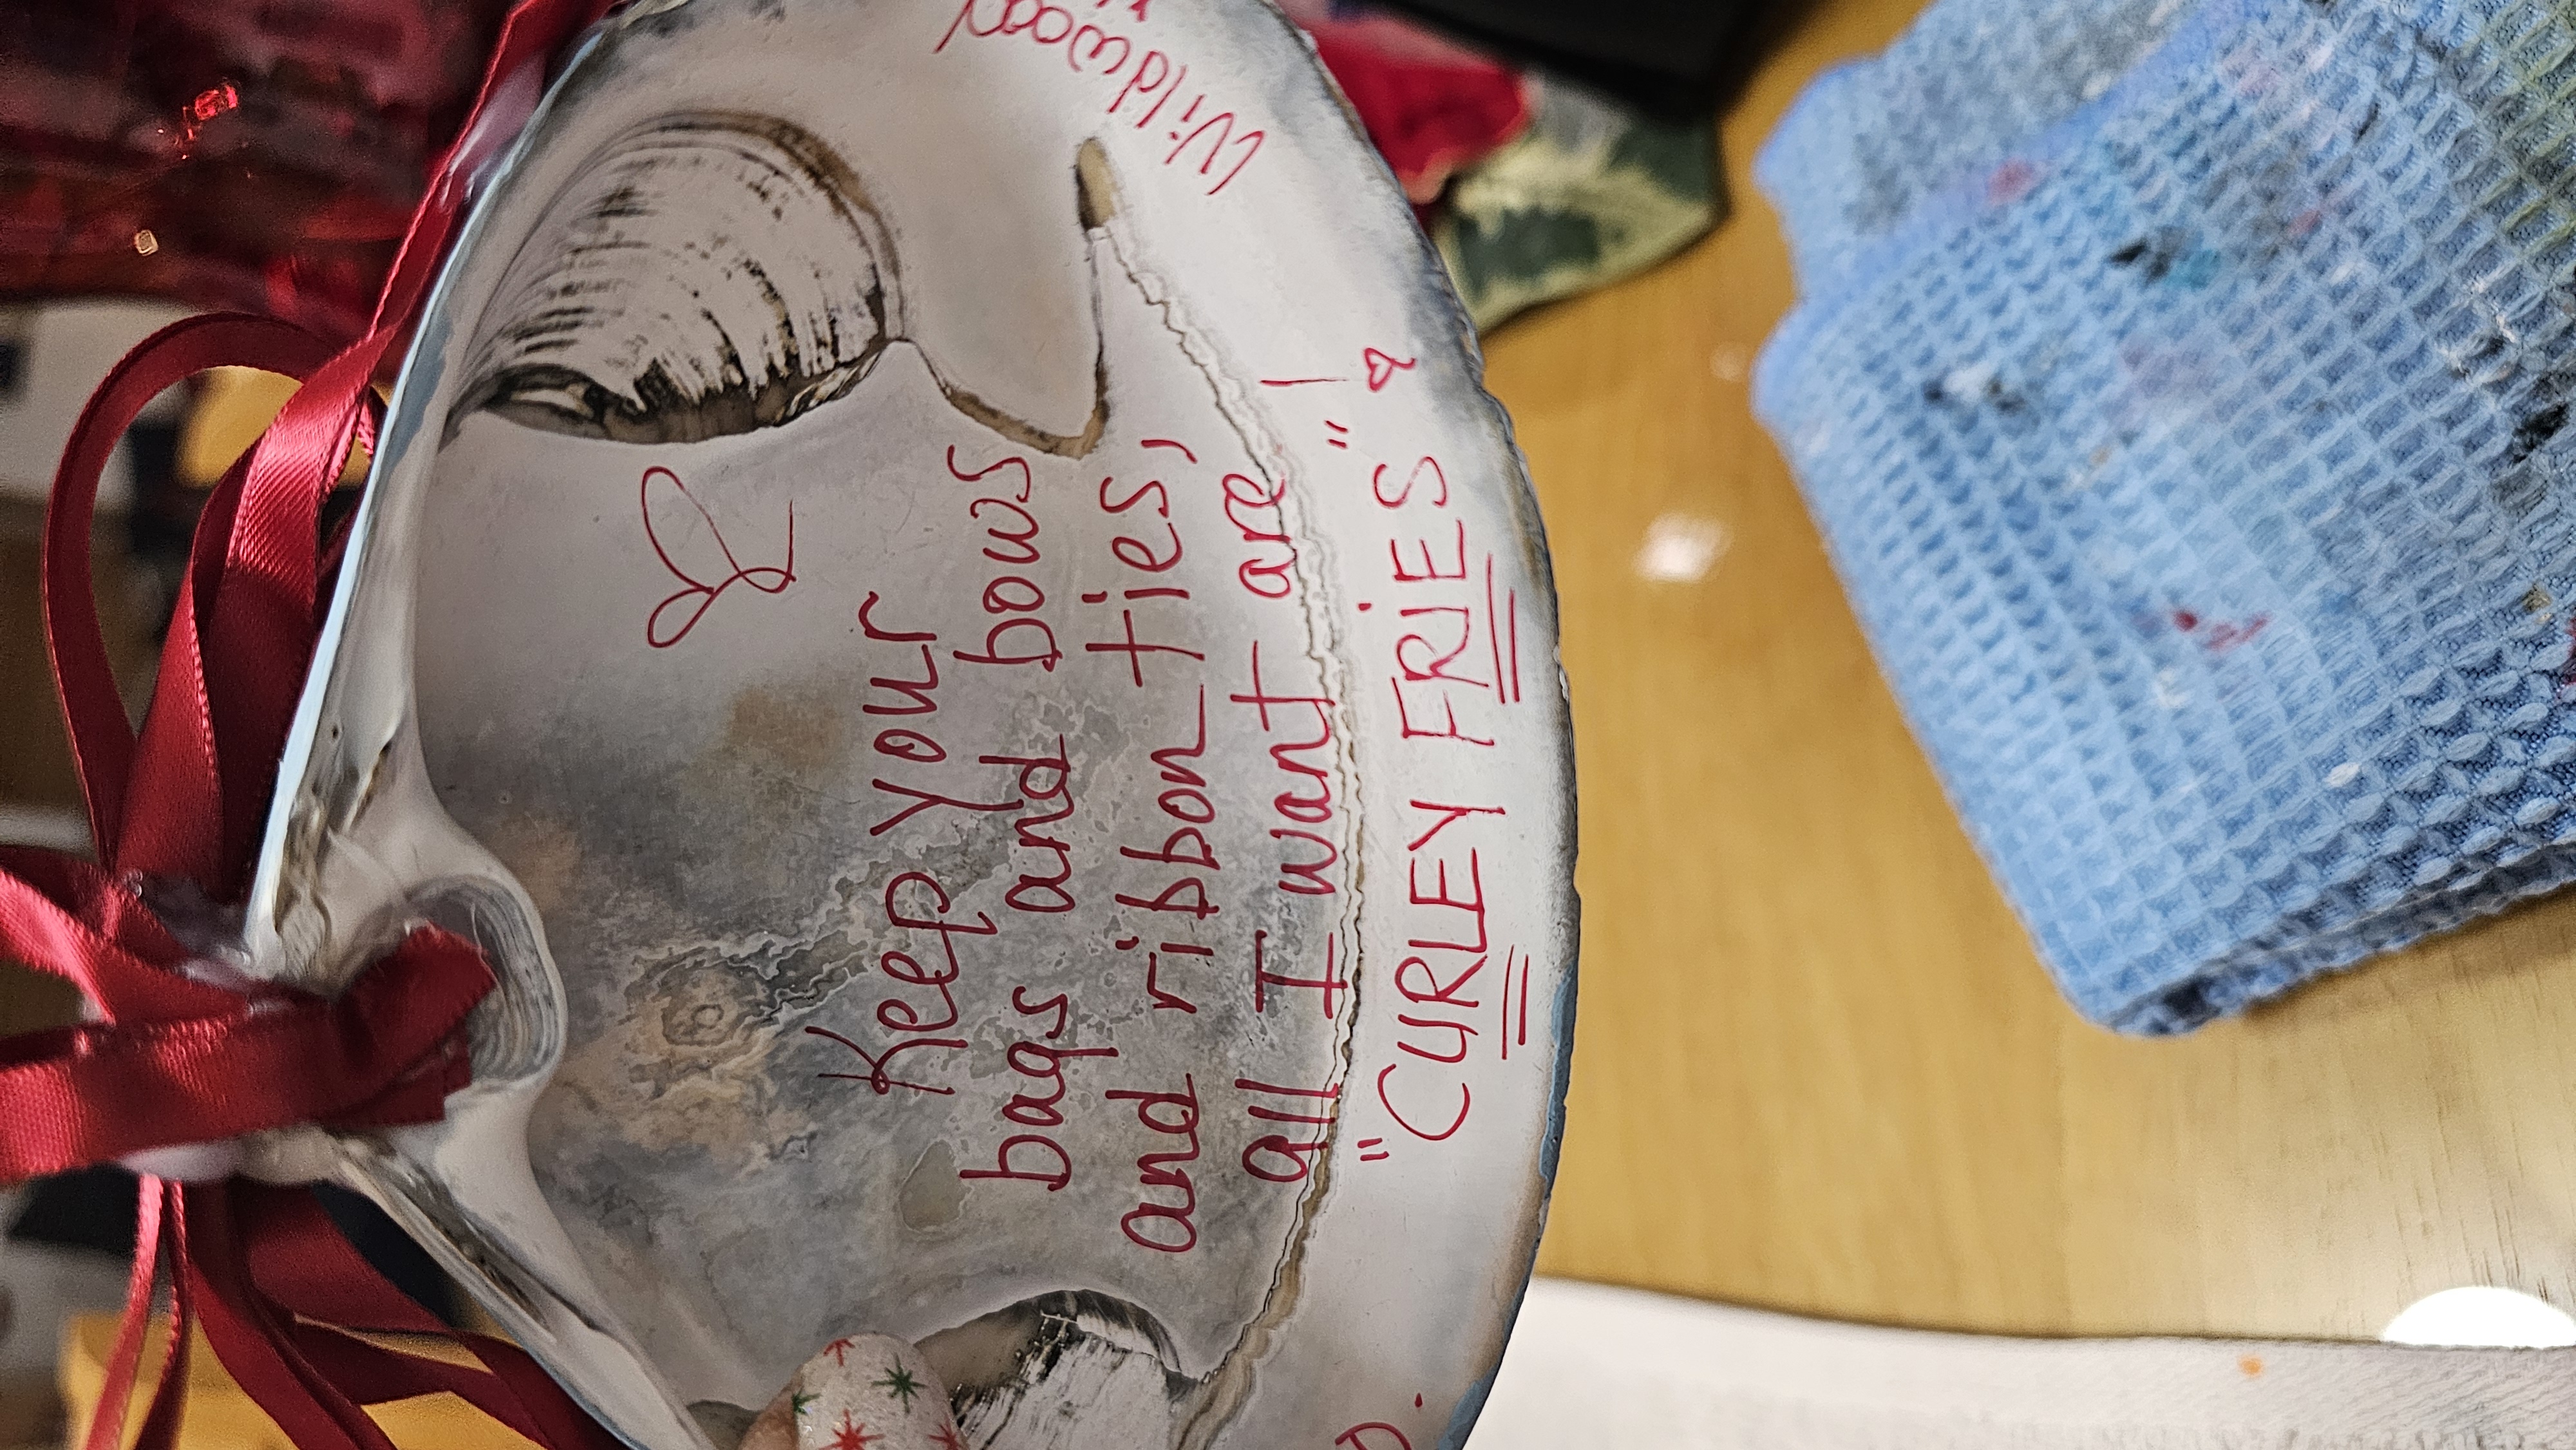 Keep your
bags and bows
and ribbon ties,
all I want are!
"CURLEY FRiES"
Wildwood